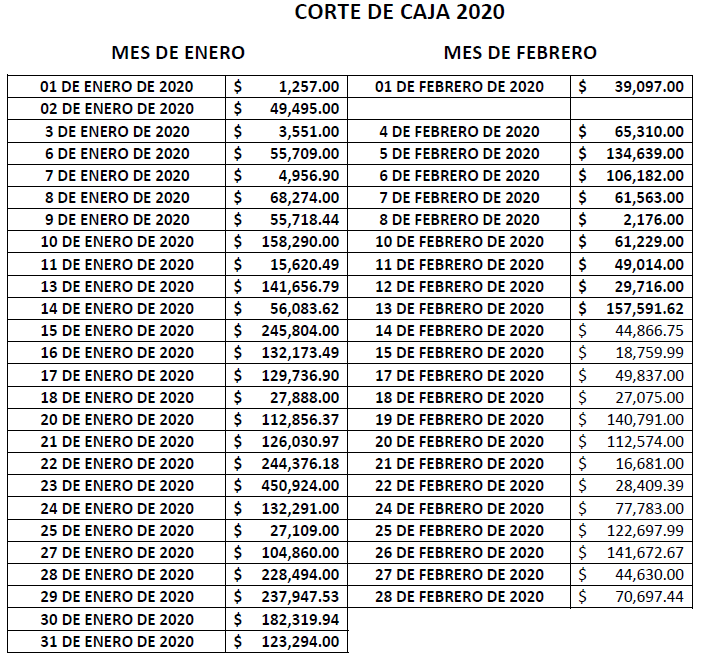 CORTE DE CAJA 2020
MES DE ENERO MES DE FEBRERO
01 DE ENERO DE 2020 $ 1,257.00 01 DE FEBRERO DE 2020 $ 39,097.00
02 DE ENERO DE 2020 $ 49,495.00
3 DE ENERO DE 2020 $ 3,551.00 4 DE FEBRERO DE 2020 $ 65,310.00
6 DE ENERO DE 2020 $ 55,709.00 5 DE FEBRERO DE 2020 $ 134,639.00
7 DE ENERO DE 2020 $ 4,956.90 6 DE FEBRERO DE 2020 $ 106,182.00
8 DE ENERO DE 2020 $ 68,274.00 7 DE FEBRERO DE 2020 $ 61,563.00
9 DE ENERO DE 2020 $ 55,718.44 8 DE FEBRERO DE 2020 $ 2,176.00
10 DE ENERO DE 2020 $ 158,290.00 10 DE FEBRERO DE 2020 $ 61,229.00
11 DE ENERO DE 2020 $ 15,620.49 11 DE FEBRERO DE 2020 $ 49,014.00
13 DE ENERO DE 2020 $ 141,656.79 12 DE FEBRERO DE 2020 $ 29,716.00
14 DE ENERO DE 2020 $ 56,083.62 13 DE FEBRERO DE 2020 $ 157,591.62
15 DE ENERO DE 2020 $ 245,804.00 14 DE FEBRERO DE 2020 $ 44,866.75
16 DE ENERO DE 2020 $ 132,173.49 15 DE FEBRERO DE 2020 $ 18,759.99
17 DE ENERO DE 2020 $ 129,736.90 17 DE FEBRERO DE 2020 $ 49,837.00
18 DE ENERO DE 2020 $ 27,888.00 18 DE FEBRERO DE 2020 $ 27,075.00
20 DE ENERO DE 2020 $ 112,856.37 19 DE FEBRERO DE 2020 $ 140,791.00
21 DE ENERO DE 2020 $ 126,030.97 20 DE FEBRERO DE 2020 $ 112,574.00
22 DE ENERO DE 2020 $ 244,376.18 21 DE FEBRERO DE 2020 $ 16,681.00
23 DE ENERO DE 2020 $ 450,924.00 22 DE FEBRERO DE 2020 $ 28,409.39
24 DE ENERO DE 2020 $ 132,291.00 24 DE FEBRERO DE 2020 $ 77,783.00
25 DE ENERO DE 2020 $ 27,109.00 25 DE FEBRERO DE 2020 $ 122,697.99
27 DE ENERO DE 2020 $ 104,860.00 26 DE FEBRERO DE 2020 $ 141,672.67
28 DE ENERO DE 2020 $ 228,494.00 27 DE FEBRERO DE 2020 $ 44,630.00
29 DE ENERO DE 2020 $ 237,947.53 28 DE FEBRERO DE 2020 $ 70,697.44
30 DE ENERO DE 2020 $ 182,319.94
31 DE ENERO DE 2020 $ 123,294.00